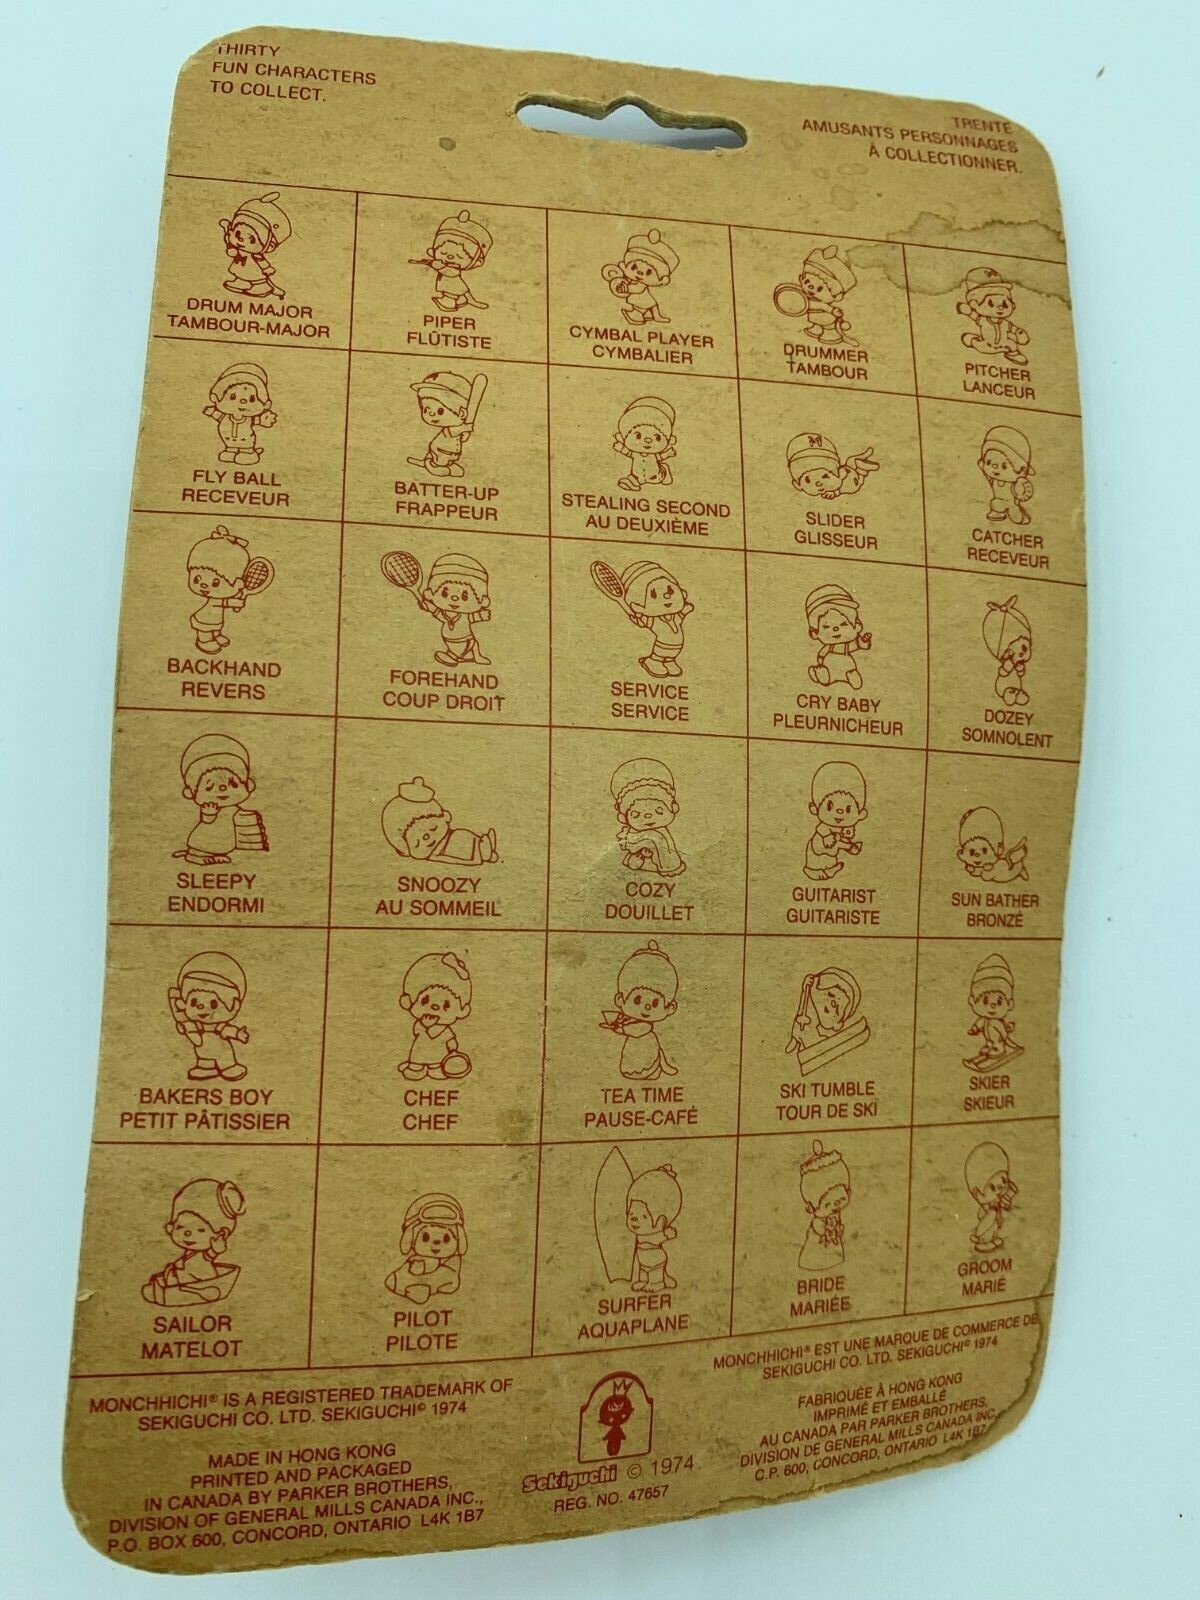 THIRTY
FUN CHARACTERS
TO COLLECT.
TRENTE
AMUSANTS PERSONNAGES
À COLLECTIONNER.
DRUM MAJOR
TAMBOUR-MAJOR
PIPER
FLÛTISTE
CYMBAL PLAYER
CYMBALIER
DRUMMER
TAMBOUR
PITCHER
LANCEUR
FLY BALL
RECEVEUR
BATTER-UP
FRAPPEUR
STEALING SECOND
AU DEUXIÈME
SLIDER
GLISSEUR
CATCHER
RECEVEUR
BACKHAND
REVERS
FOREHAND
COUP DROIT
SERVICE
SERVICE
CRY BABY
PLEURNICHEUR
DOZEY
SOMNOLENT
SLEEPY
ENDORMI
SNOOZY
AU SOMMEIL
COZY
DOUILLET
GUITARIST
GUITARISTE
SUN BATHER
BRONZÉ
BAKERS BOY
PETIT PÂTISSIER
CHEF
CHEF
TEA TIME
PAUSE-CAFÉ
SKI TUMBLE
TOUR DE SKI
SKIER
SKIEUR
SAILOR
MATELOT
PILOT
PILOTE
SURFER
AQUAPLANE
BRIDE
MARIÉE
GROOM
MARIÉ
MONCHHICHI® IS A REGISTERED TRADEMARK OF
SEKIGUCHI CO. LTD. SEKIGUCHI© 1974
MADE IN HONG KONG
PRINTED AND PACKAGED
IN CANADA BY PARKER BROTHERS,
DIVISION OF GENERAL MILLS CANADA INC.,
P.O. BOX 600, CONCORD, ONTARIO L4K 1B7
Sekiguchi © 1974
REG. NO. 47657
MONCHHICHI® EST UNE MARQUE DE COMMERCE DE
SEKIGUCHI CO. LTD. SEKIGUCHI© 1974
FABRIQUÉE À HONG KONG
IMPRIMÉ ET EMBALLÉ
AU CANADA PAR PARKER BROTHERS,
DIVISION DE GENERAL MILLS CANADA INC.
C.P. 600, CONCORD, ONTARIO L4K 1B7